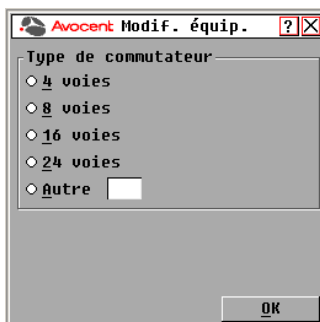 Avocent Modif. équip. ? X
Type de commutateur
4 voies
8 voies
16 voies
24 voies
Autre
OK